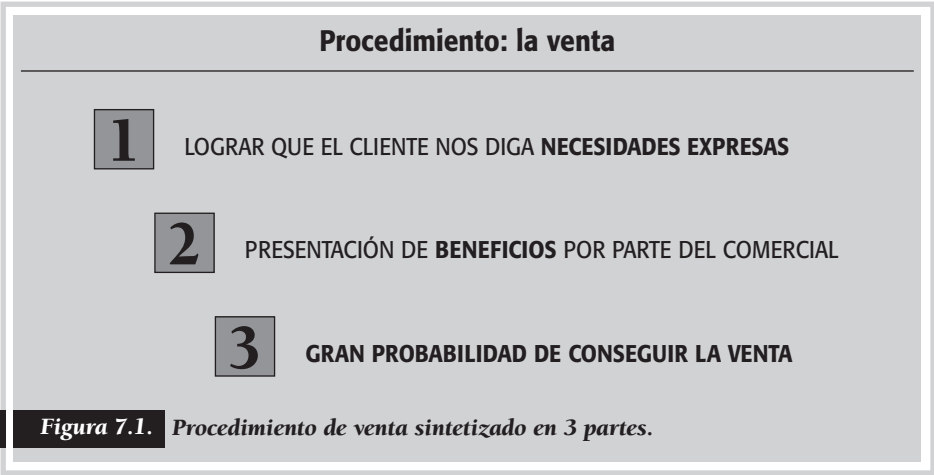 Procedimiento: la venta
1 LOGRAR QUE EL CLIENTE NOS DIGA NECESIDADES EXPRESAS
2 PRESENTACIÓN DE BENEFICIOS POR PARTE DEL COMERCIAL
3 GRAN PROBABILIDAD DE CONSEGUIR LA VENTA
Figura 7.1. Procedimiento de venta sintetizado en 3 partes.